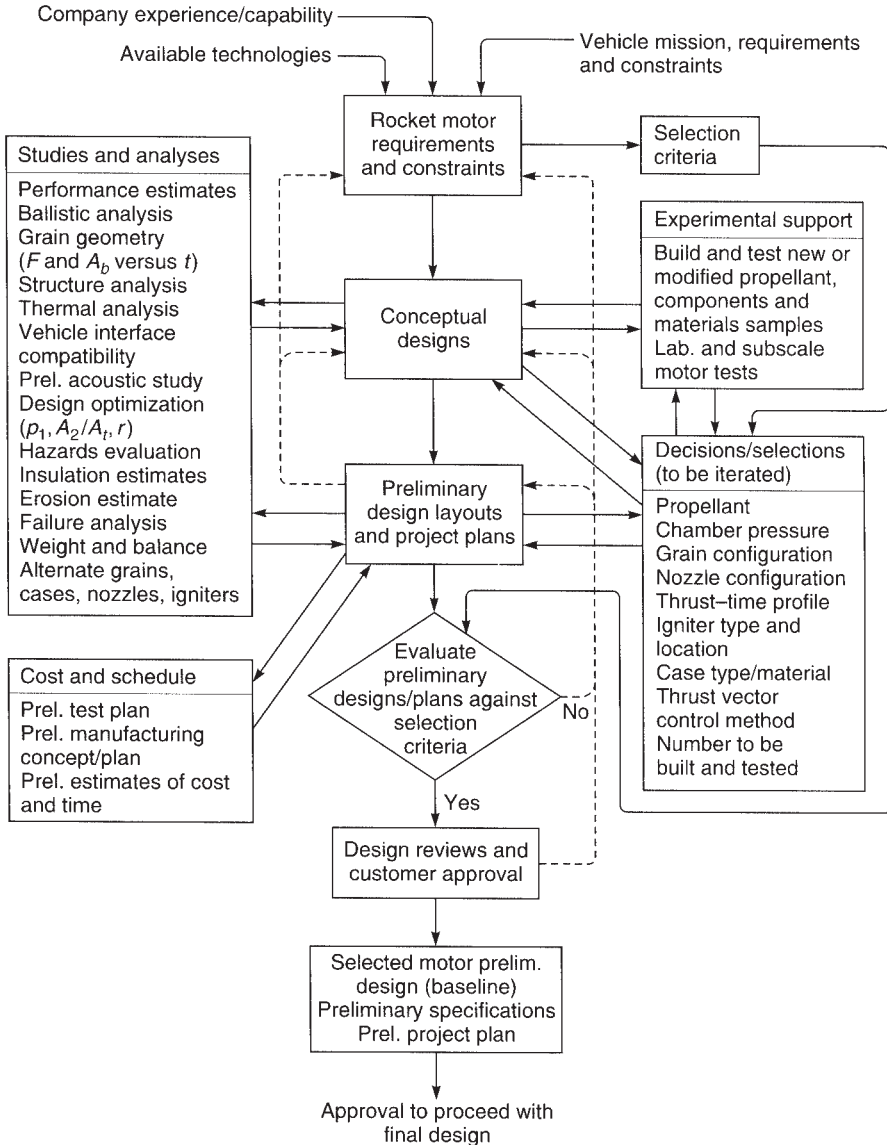 Company experience/capability
Available technologies
Vehicle mission, requirements
and constraints
Rocket motor
requirements
and constraints
Selection
criteria
Studies and analyses
Performance estimates
Ballistic analysis
Grain geometry
(F and A_b versus t)
Structure analysis
Thermal analysis
Vehicle interface
compatibility
Prel. acoustic study
Design optimization
(p₁, A₂/A_t, r)
Hazards evaluation
Insulation estimates
Erosion estimate
Failure analysis
Weight and balance
Alternate grains,
cases, nozzles, igniters
Experimental support
Build and test new or
modified propellant,
components and
materials samples
Lab. and subscale
motor tests
Conceptual
designs
Decisions/selections
(to be iterated)
Propellant
Chamber pressure
Grain configuration
Nozzle configuration
Thrust–time profile
Igniter type and
location
Case type/material
Thrust vector
control method
Number to be
built and tested
Preliminary
design layouts
and project plans
Cost and schedule
Prel. test plan
Prel. manufacturing
concept/plan
Prel. estimates of cost
and time
Evaluate
preliminary
designs/plans against
selection
criteria
No
Yes
Design reviews and
customer approval
Selected motor prelim.
design (baseline)
Preliminary specifications
Prel. project plan
Approval to proceed with
final design